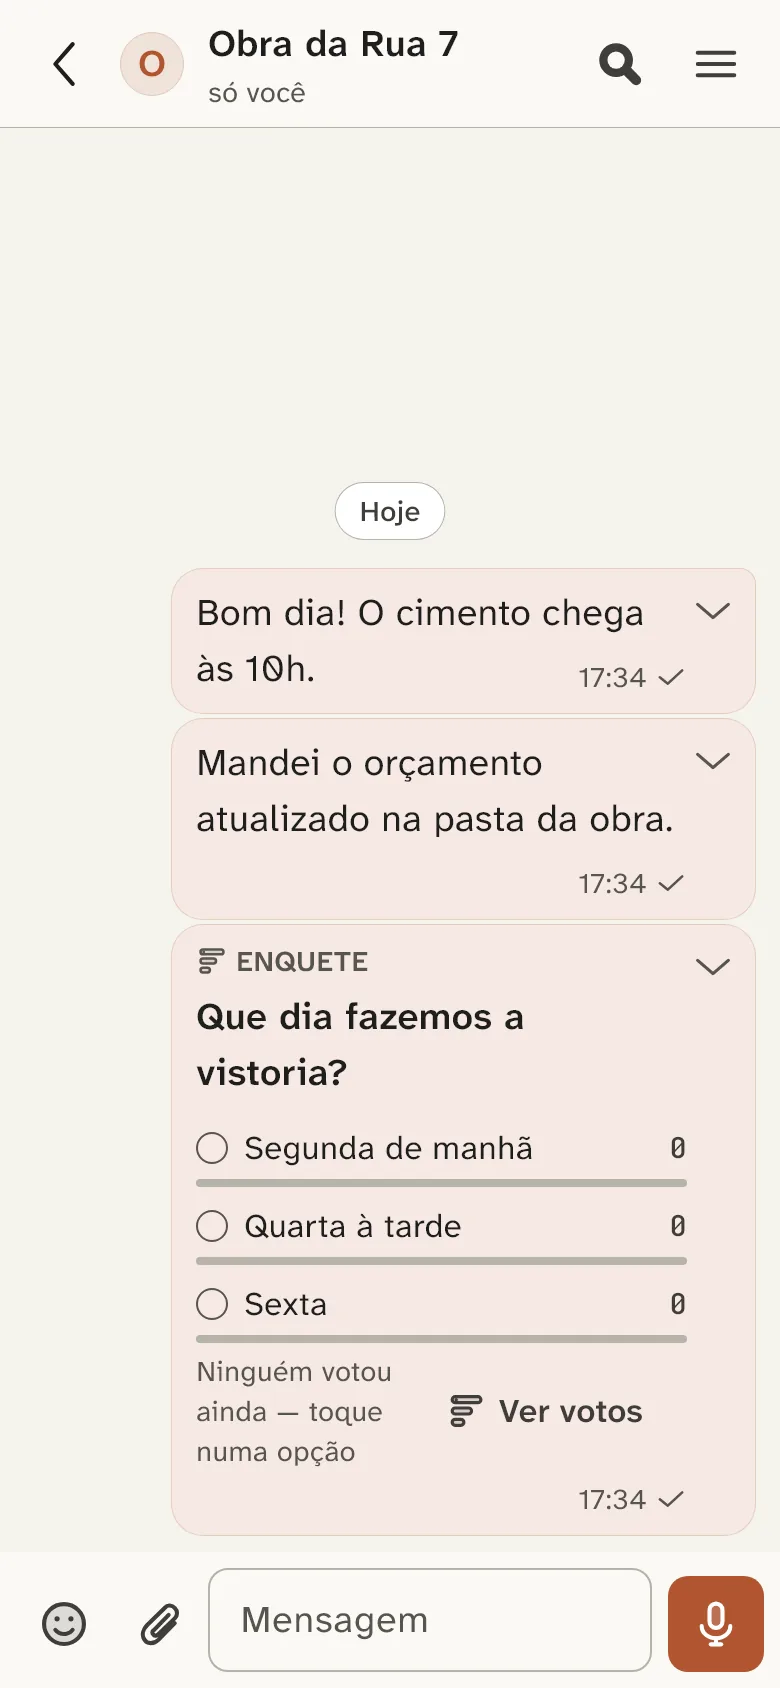 O
Obra da Rua 7
só você
Hoje
Bom dia! O cimento chega
às 10h.
17:34
Mandei o orçamento
atualizado na pasta da obra.
17:34
ENQUETE
Que dia fazemos a
vistoria?
Segunda de manhã 0
Quarta à tarde 0
Sexta 0
Ninguém votou
ainda — toque
numa opção
Ver votos
17:34
Mensagem